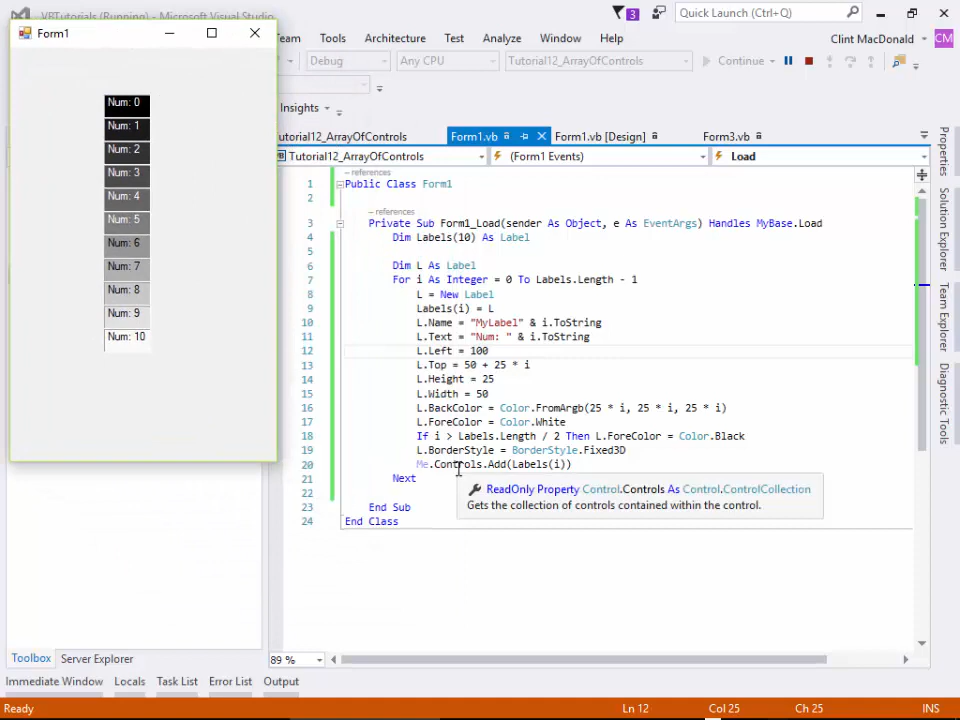 VBTutorials (Running) - Microsoft Visual Studio
3
Quick Launch (Ctrl+Q)
Form1
Team Tools Architecture Test Analyze Window Help
Clint MacDonald CM
Debug Any CPU Tutorial12_ArrayOfControls Continue
Insights
Tutorial12_ArrayOfControls Form1.vb Form1.vb [Design] Form3.vb
Tutorial12_ArrayOfControls (Form1 Events) Load
– references
1 Public Class Form1
2
– references
3 Private Sub Form1_Load(sender As Object, e As EventArgs) Handles MyBase.Load
4 Dim Labels(10) As Label
5
6 Dim L As Label
7 For i As Integer = 0 To Labels.Length - 1
8 L = New Label
9 Labels(i) = L
10 L.Name = "MyLabel" & i.ToString
11 L.Text = "Num: " & i.ToString
12 L.Left = 100
13 L.Top = 50 + 25 * i
14 L.Height = 25
15 L.Width = 50
16 L.BackColor = Color.FromArgb(25 * i, 25 * i, 25 * i)
17 L.ForeColor = Color.White
18 If i > Labels.Length / 2 Then L.ForeColor = Color.Black
19 L.BorderStyle = BorderStyle.Fixed3D
20 Me.Controls.Add(Labels(i))
21 Next
22
23 End Sub
24 End Class
ReadOnly Property Control.Controls As Control.ControlCollection
Gets the collection of controls contained within the control.
Num: 0
Num: 1
Num: 2
Num: 3
Num: 4
Num: 5
Num: 6
Num: 7
Num: 8
Num: 9
Num: 10
Properties
Solution Explorer
Team Explorer
Diagnostic Tools
Toolbox Server Explorer
89 %
Immediate Window Locals Task List Error List Output
Ready Ln 12 Col 25 Ch 25 INS